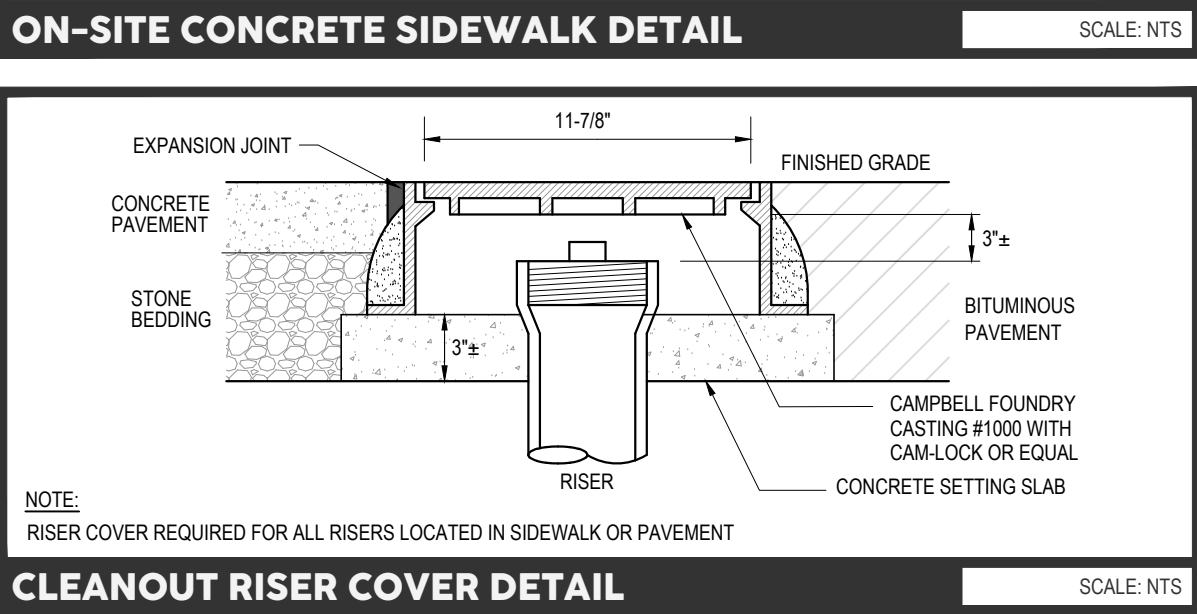 ON-SITE CONCRETE SIDEWALK DETAIL
SCALE: NTS
11-7/8"
EXPANSION JOINT
FINISHED GRADE
CONCRETE
PAVEMENT
3"±
STONE
BEDDING
BITUMINOUS
PAVEMENT
3"±
CAMPBELL FOUNDRY
CASTING #1000 WITH
CAM-LOCK OR EQUAL
RISER
CONCRETE SETTING SLAB
NOTE:
RISER COVER REQUIRED FOR ALL RISERS LOCATED IN SIDEWALK OR PAVEMENT
CLEANOUT RISER COVER DETAIL
SCALE: NTS